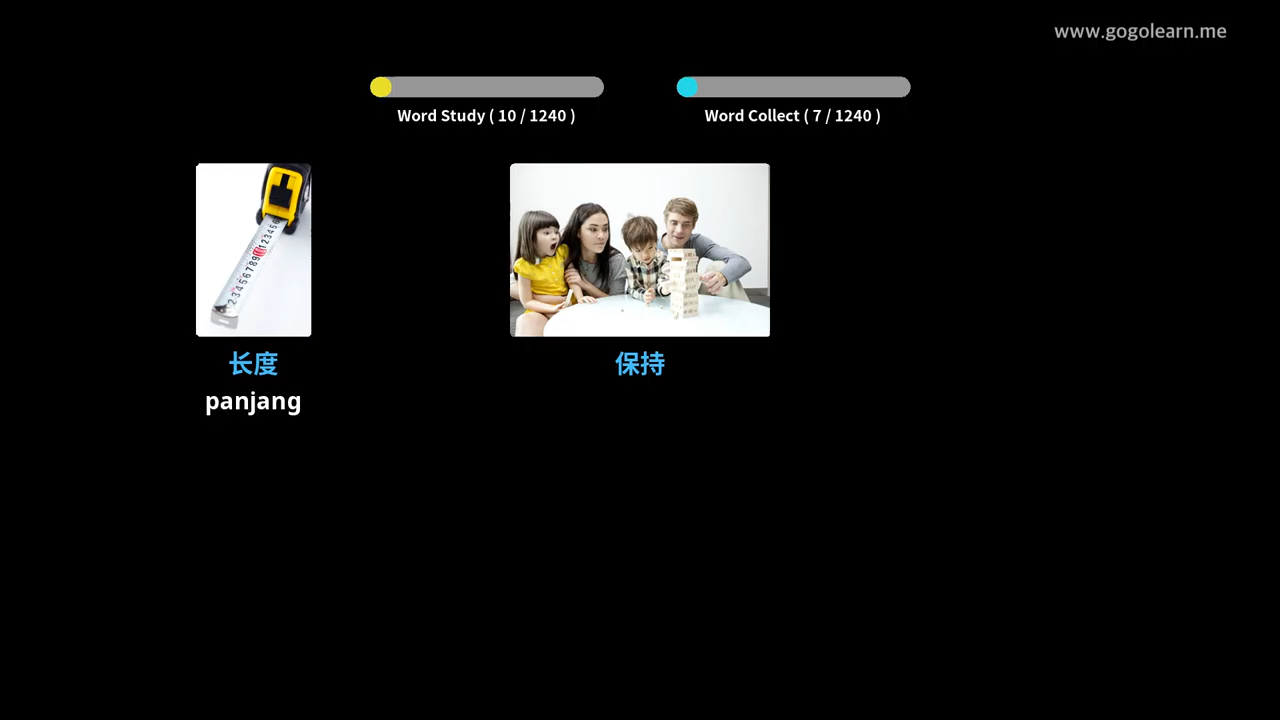 www.gogolearn.me
Word Study ( 10 / 1240 )
Word Collect ( 7 / 1240 )
长度
panjang
保持